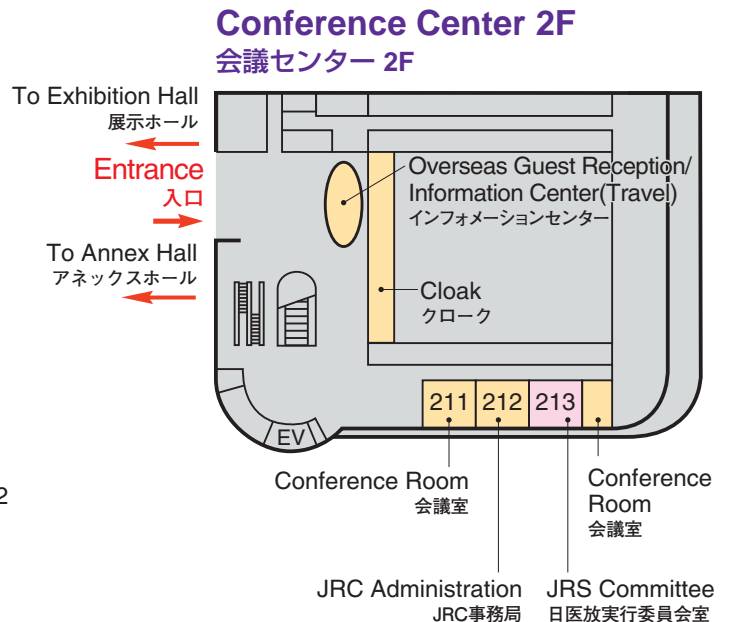 Conference Center 2F
会議センター 2F
To Exhibition Hall
展示ホール
Entrance
入口
To Annex Hall
アネックスホール
Overseas Guest Reception/
Information Center(Travel)
インフォメーションセンター
Cloak
クローク
211 212 213
EV
Conference Room
会議室
Conference
Room
会議室
2
JRC Administration
JRC事務局
JRS Committee
日医放実行委員会室